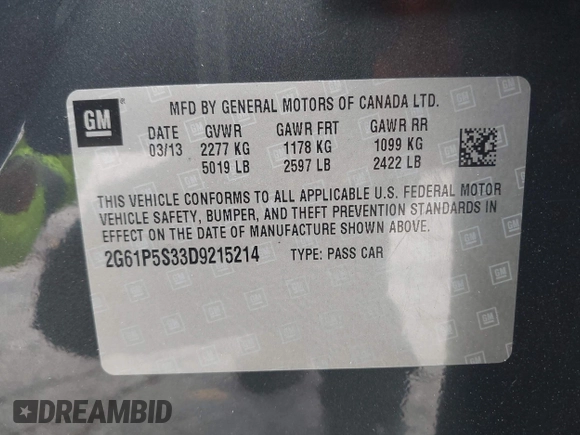 GM
MFD BY GENERAL MOTORS OF CANADA LTD.
DATE GVWR GAWR FRT GAWR RR
03/13 2277 KG 1178 KG 1099 KG
5019 LB 2597 LB 2422 LB
THIS VEHICLE CONFORMS TO ALL APPLICABLE U.S. FEDERAL MOTOR
VEHICLE SAFETY, BUMPER, AND THEFT PREVENTION STANDARDS IN
EFFECT ON THE DATE OF MANUFACTURE SHOWN ABOVE.
2G61P5S33D9215214 TYPE: PASS CAR
DREAMBID